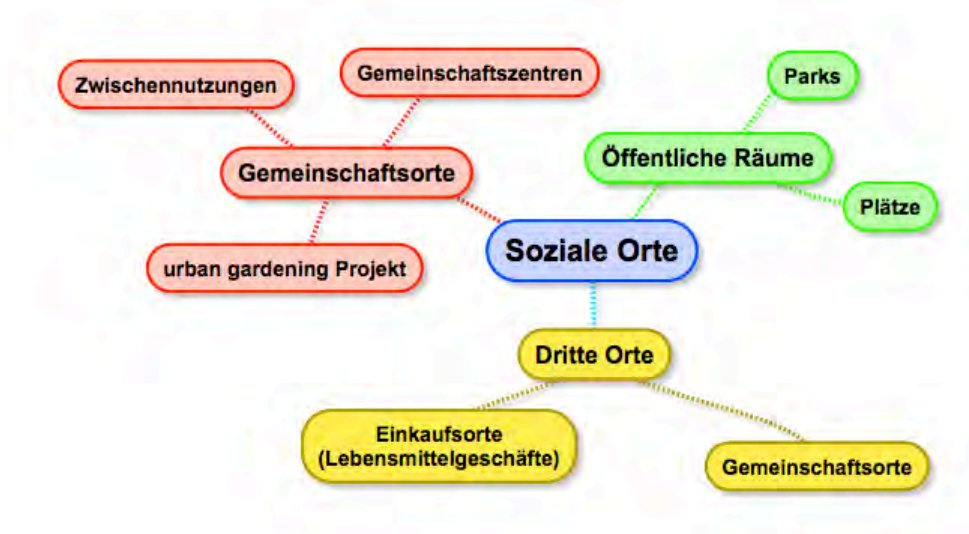 Zwischennutzungen
Gemeinschaftszentren
Parks
Gemeinschaftsorte
Öffentliche Räume
Plätze
urban gardening Projekt
Soziale Orte
Dritte Orte
Einkaufsorte
(Lebensmittelgeschäfte)
Gemeinschaftsorte